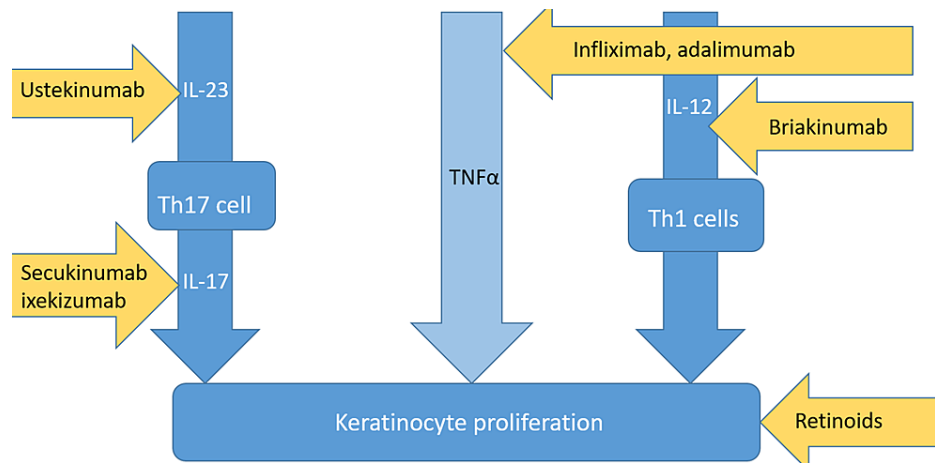 Infliximab, adalimumab
Ustekinumab
IL-23
IL-12
Briakinumab
TNFα
Th17 cell
Th1 cells
Secukinumab
ixekizumab
IL-17
Keratinocyte proliferation
Retinoids